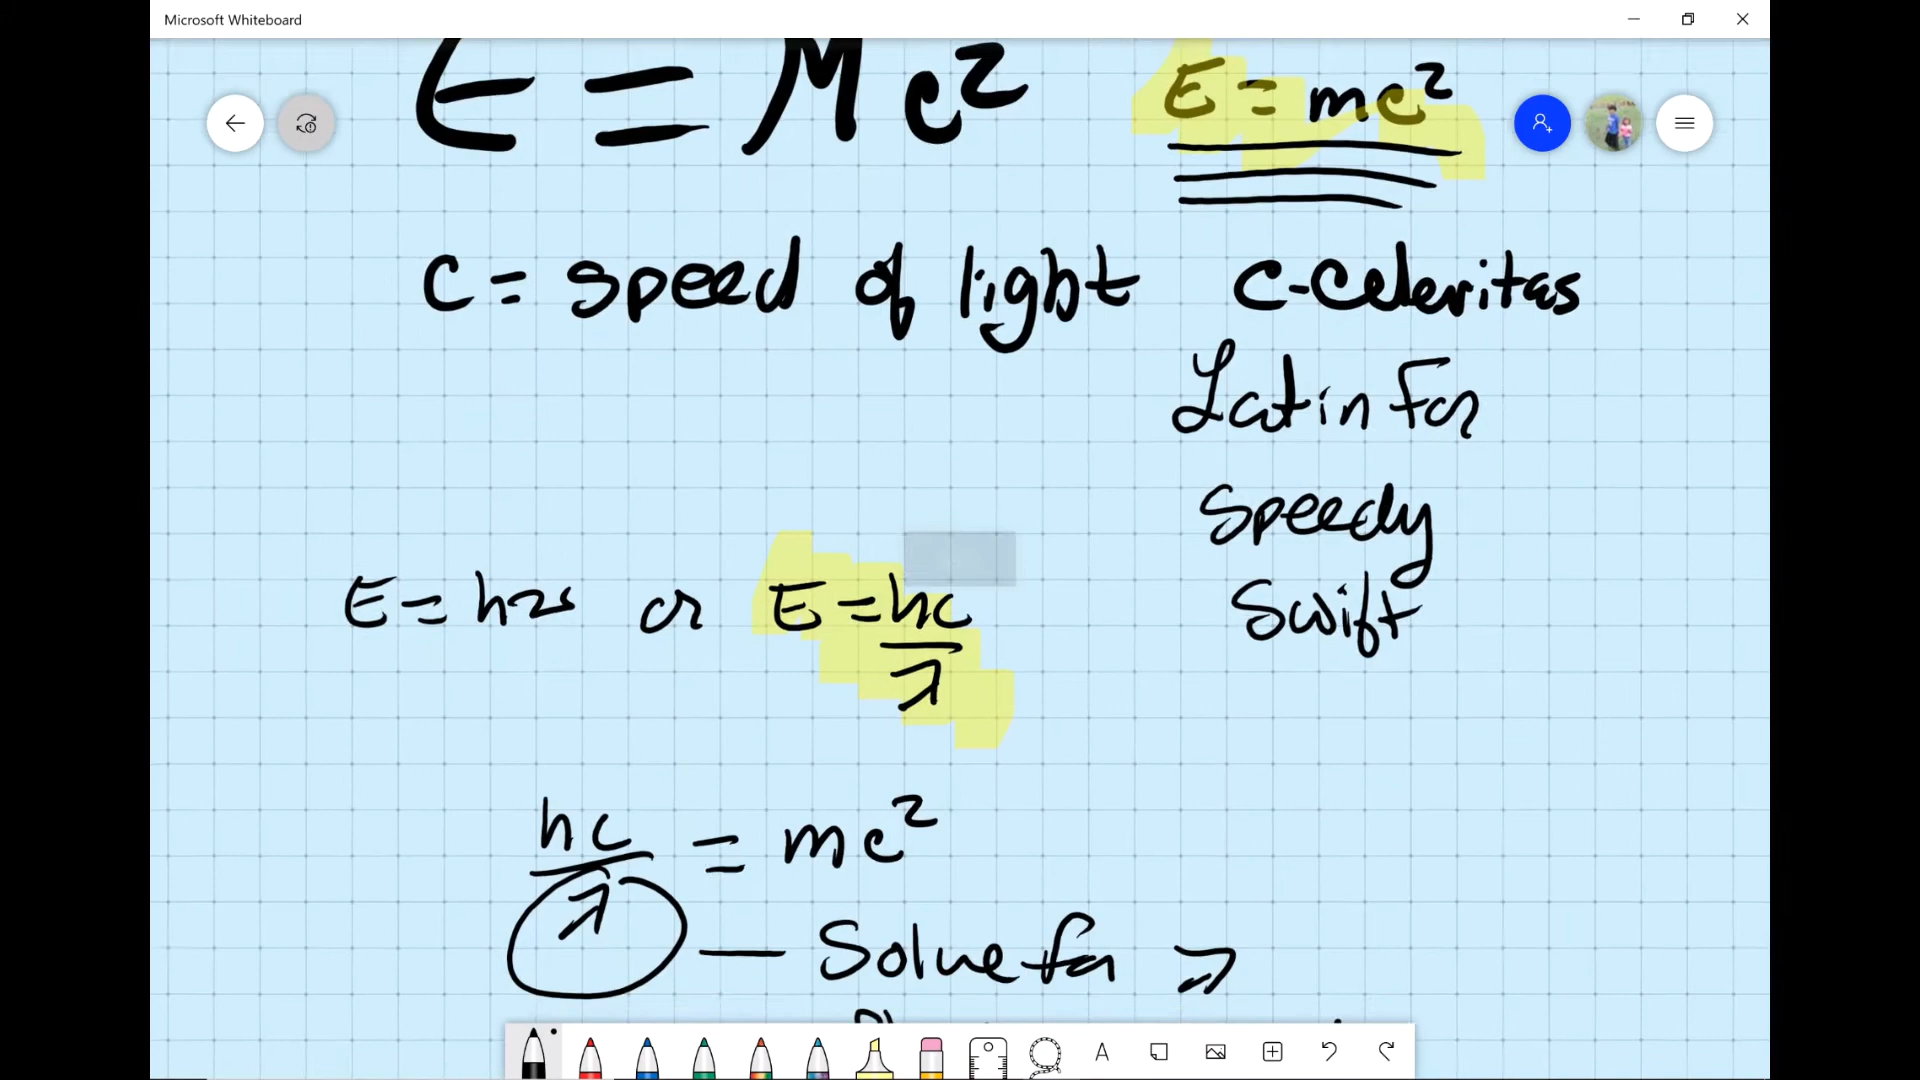 Microsoft Whiteboard
E = Mc²
E = mc²
c = speed of light
c-celeritas
Latin for
Speedy
Swift
E = hν or E = hc/λ
hc/λ = mc²
— Solve for λ
A